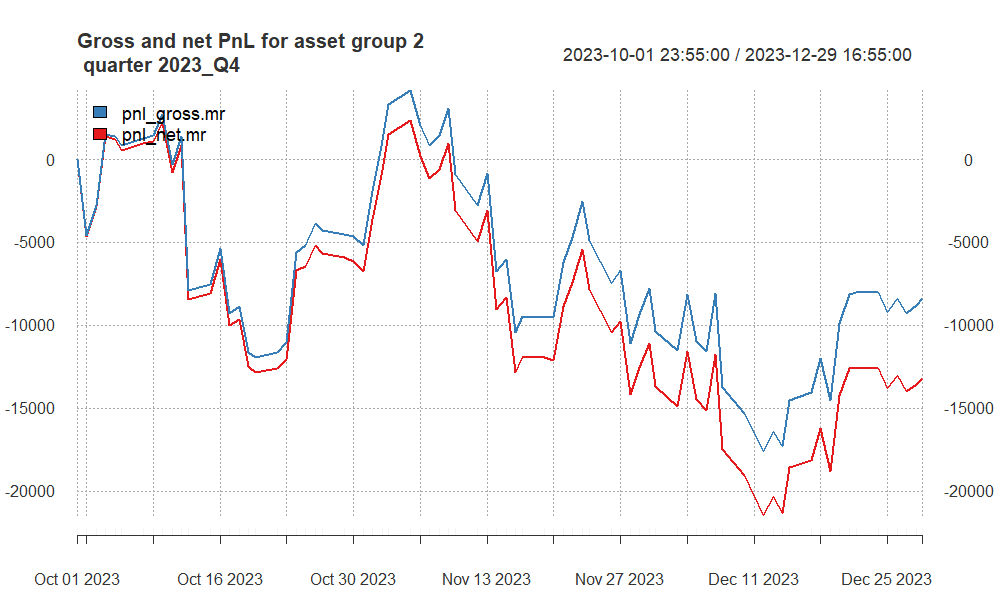 Gross and net PnL for asset group 2
quarter 2023_Q4
2023-10-01 23:55:00 / 2023-12-29 16:55:00
pnl_gross.mr
pnl_net.mr
0 0
-5000 -5000
-10000 -10000
-15000 -15000
-20000 -20000
Oct 01 2023 Oct 16 2023 Oct 30 2023 Nov 13 2023 Nov 27 2023 Dec 11 2023 Dec 25 2023